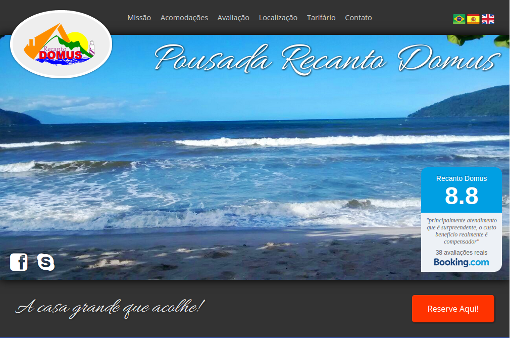 Missão Acomodações Avaliação Localização Tarifário Contato
Recanto
DOMUS
Pousada Recanto Domus
Recanto Domus
8.8
"principalmente atendimento
que é surpreendente, o custo
benefício realmente é
compensador"
38 avaliações reais
Booking.com
A casa grande que acolhe!
Reserve Aqui!